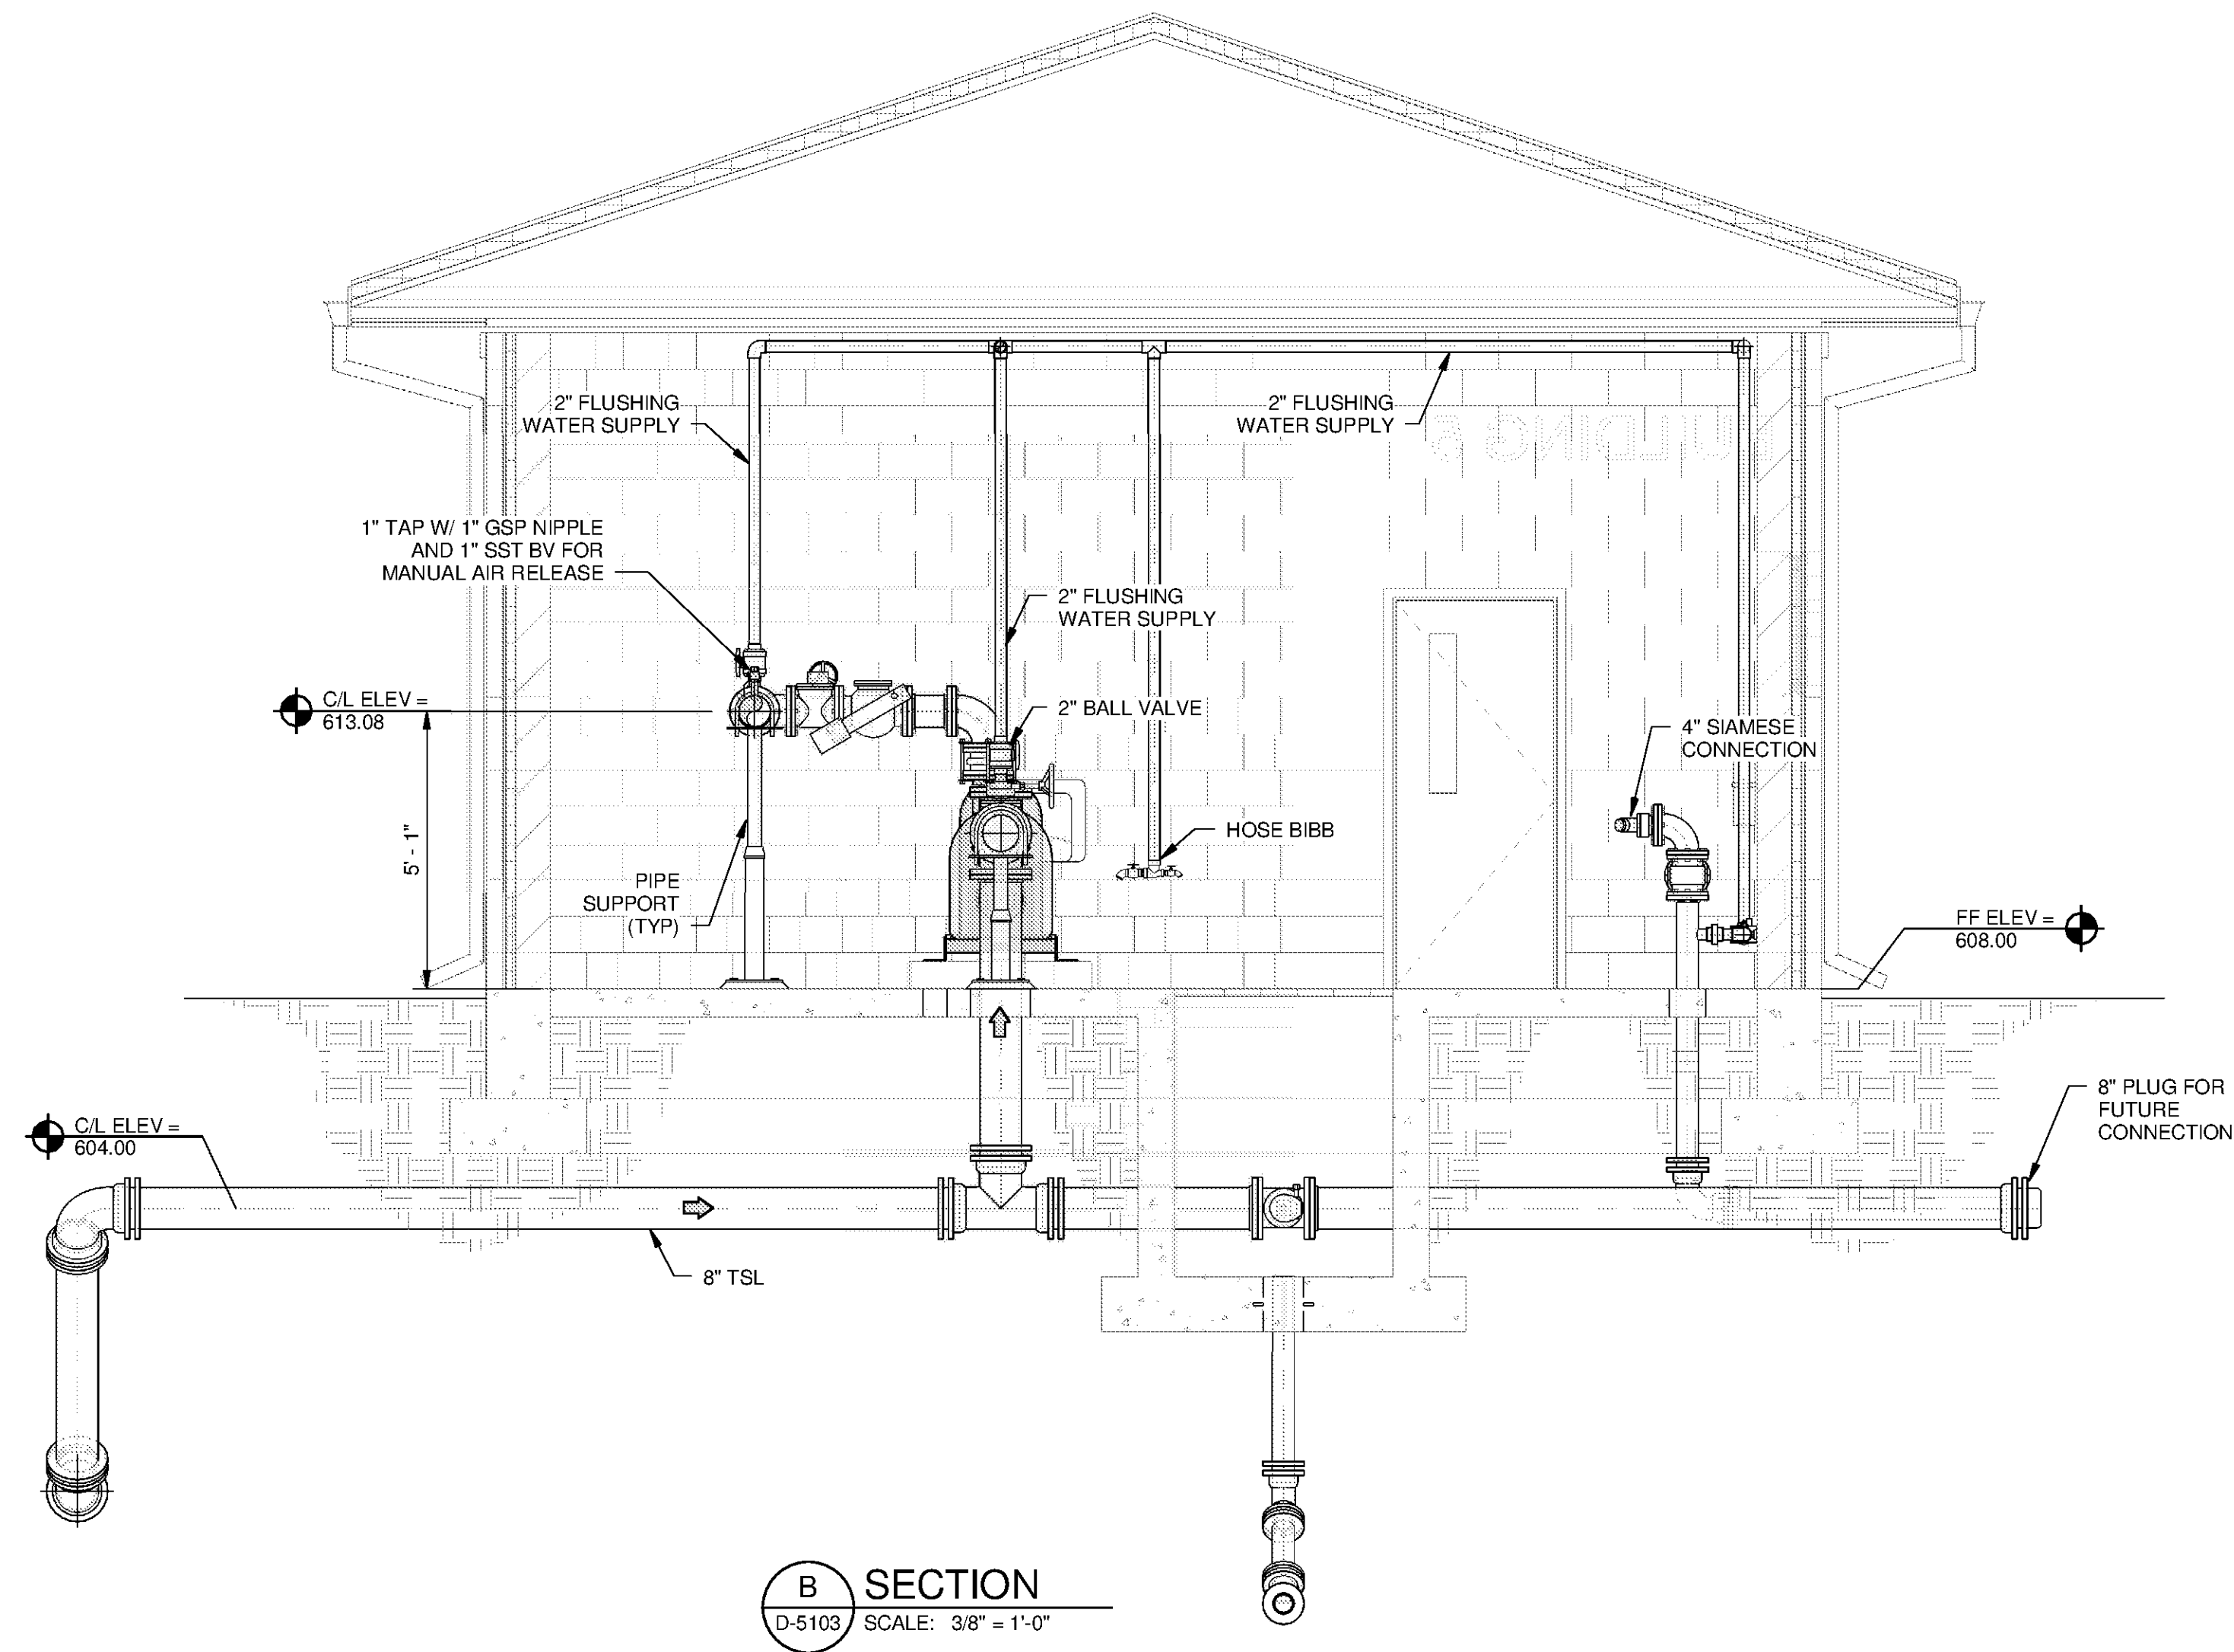 2" FLUSHING
WATER SUPPLY
2" FLUSHING
WATER SUPPLY
BUILDING 6
1" TAP W/ 1" GSP NIPPLE
AND 1" SST BV FOR
MANUAL AIR RELEASE
2" FLUSHING
WATER SUPPLY
C/L ELEV =
613.08
2" BALL VALVE
4" SIAMESE
CONNECTION
5' - 1"
HOSE BIBB
PIPE
SUPPORT
(TYP)
FF ELEV =
608.00
C/L ELEV =
604.00
8" PLUG FOR
FUTURE
CONNECTION
8" TSL
B
D-5103
SECTION
SCALE: 3/8" = 1'-0"